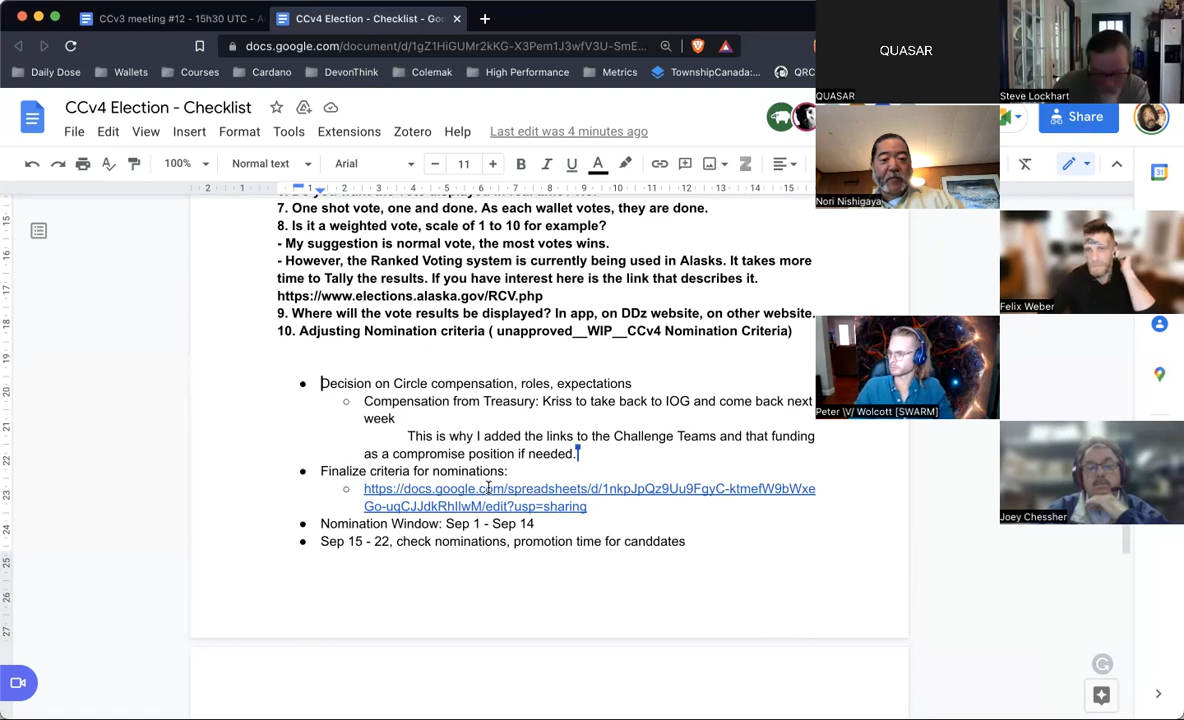 CCv3 meeting #12 - 15h30 UTC - A
CCv4 Election - Checklist - Goo
docs.google.com/document/d/1gZ1HiGUMr2kKG-X3Pem1J3wfV3U-SmE...
Daily Dose
Wallets
Courses
Cardano
DevonThink
Colemak
High Performance
Metrics
TownshipCanada:...
QRC
CCv4 Election - Checklist
File Edit View Insert Format Tools Extensions Zotero Help Last edit was 4 minutes ago
Share
100% Normal text Arial 11
7. One shot vote, one and done. As each wallet votes, they are done.
8. Is it a weighted vote, scale of 1 to 10 for example?
- My suggestion is normal vote, the most votes wins.
- However, the Ranked Voting system is currently being used in Alasks. It takes more
time to Tally the results. If you have interest here is the link that describes it.
https://www.elections.alaska.gov/RCV.php
9. Where will the vote results be displayed? In app, on DDz website, on other website.
10. Adjusting Nomination criteria ( unapproved__WIP__CCv4 Nomination Criteria)
Decision on Circle compensation, roles, expectations
Compensation from Treasury: Kriss to take back to IOG and come back next
week
This is why I added the links to the Challenge Teams and that funding
as a compromise position if needed.
Finalize criteria for nominations:
https://docs.google.com/spreadsheets/d/1nkpJpQz9Uu9FgyC-ktmefW9bWxe
Go-uqCJJdkRhIlwM/edit?usp=sharing
Nomination Window: Sep 1 - Sep 14
Sep 15 - 22, check nominations, promotion time for canddates
QUASAR
QUASAR
Steve Lockhart
Nori Nishigaya
Felix Weber
Peter \V/ Wolcott [SWARM]
Joey Chessher